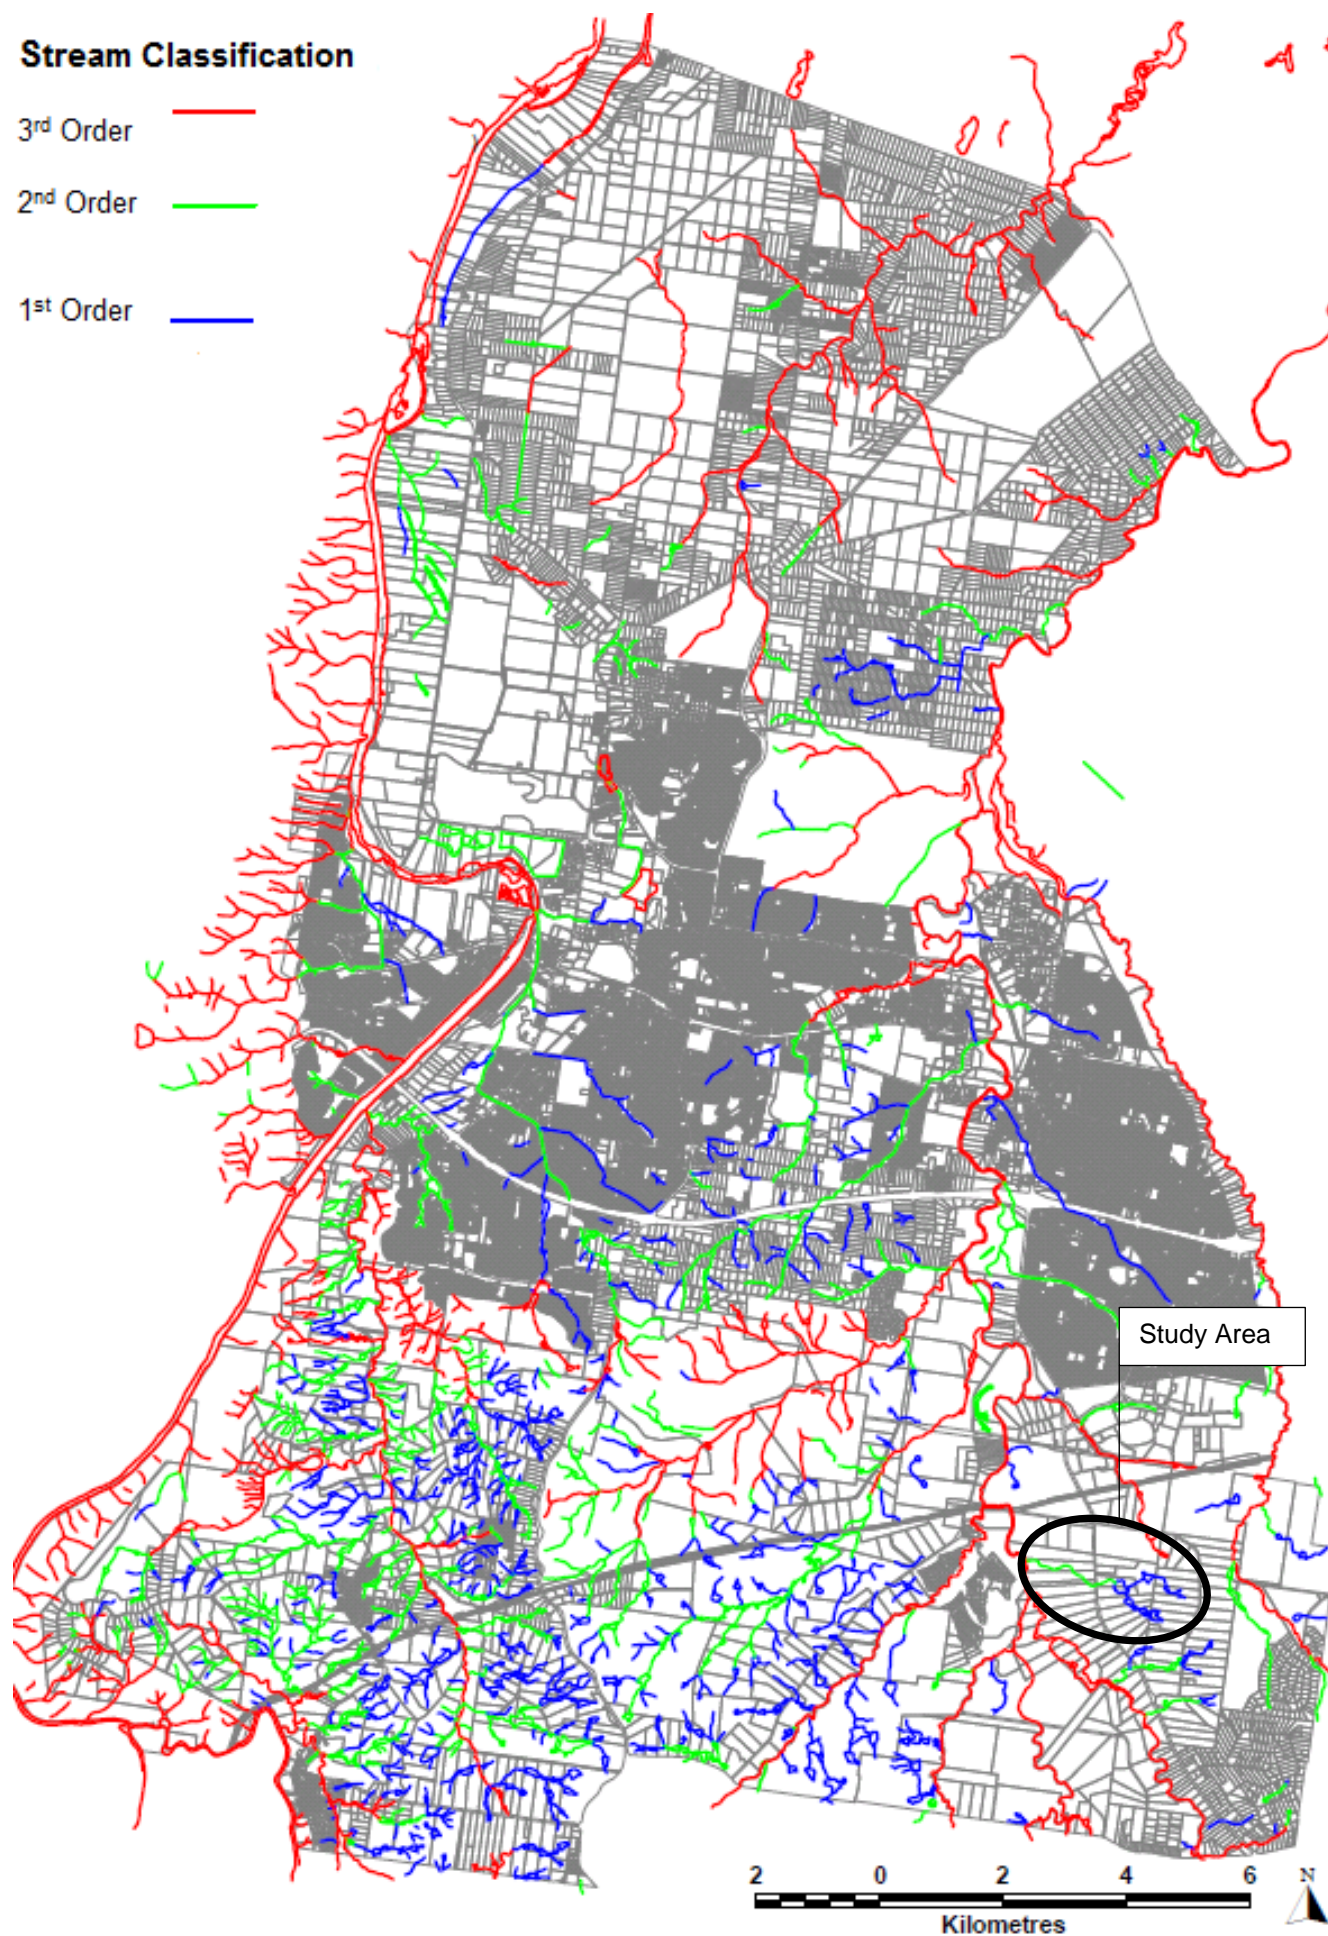 Stream Classification
3rd Order
2nd Order
1st Order
Study Area
2 0 2 4 6
N
Kilometres